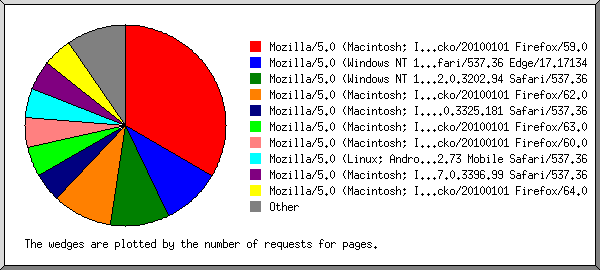 Mozilla/5.0 (Macintosh; I...cko/20100101 Firefox/59.0
Mozilla/5.0 (Windows NT 1...fari/537.36 Edge/17.17134
Mozilla/5.0 (Windows NT 1...2.0.3202.94 Safari/537.36
Mozilla/5.0 (Macintosh; I...cko/20100101 Firefox/62.0
Mozilla/5.0 (Macintosh; I....0.3325.181 Safari/537.36
Mozilla/5.0 (Macintosh; I...cko/20100101 Firefox/63.0
Mozilla/5.0 (Macintosh; I...cko/20100101 Firefox/60.0
Mozilla/5.0 (Linux; Andro...2.73 Mobile Safari/537.36
Mozilla/5.0 (Macintosh; I...7.0.3396.99 Safari/537.36
Mozilla/5.0 (Macintosh; I...cko/20100101 Firefox/64.0
Other
The wedges are plotted by the number of requests for pages.